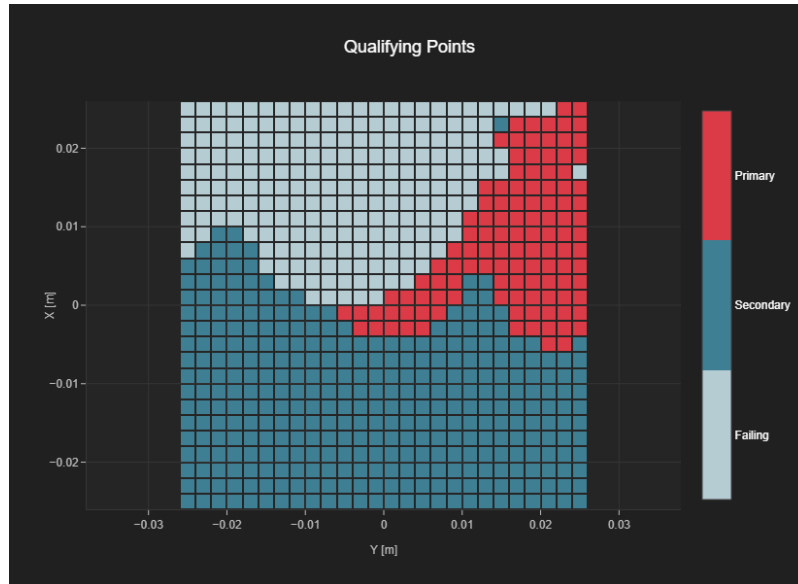 Qualifying Points
X [m]
0.02
0.01
0
−0.01
−0.02
−0.03
−0.02
−0.01
0
0.01
0.02
0.03
Y [m]
Primary
Secondary
Failing